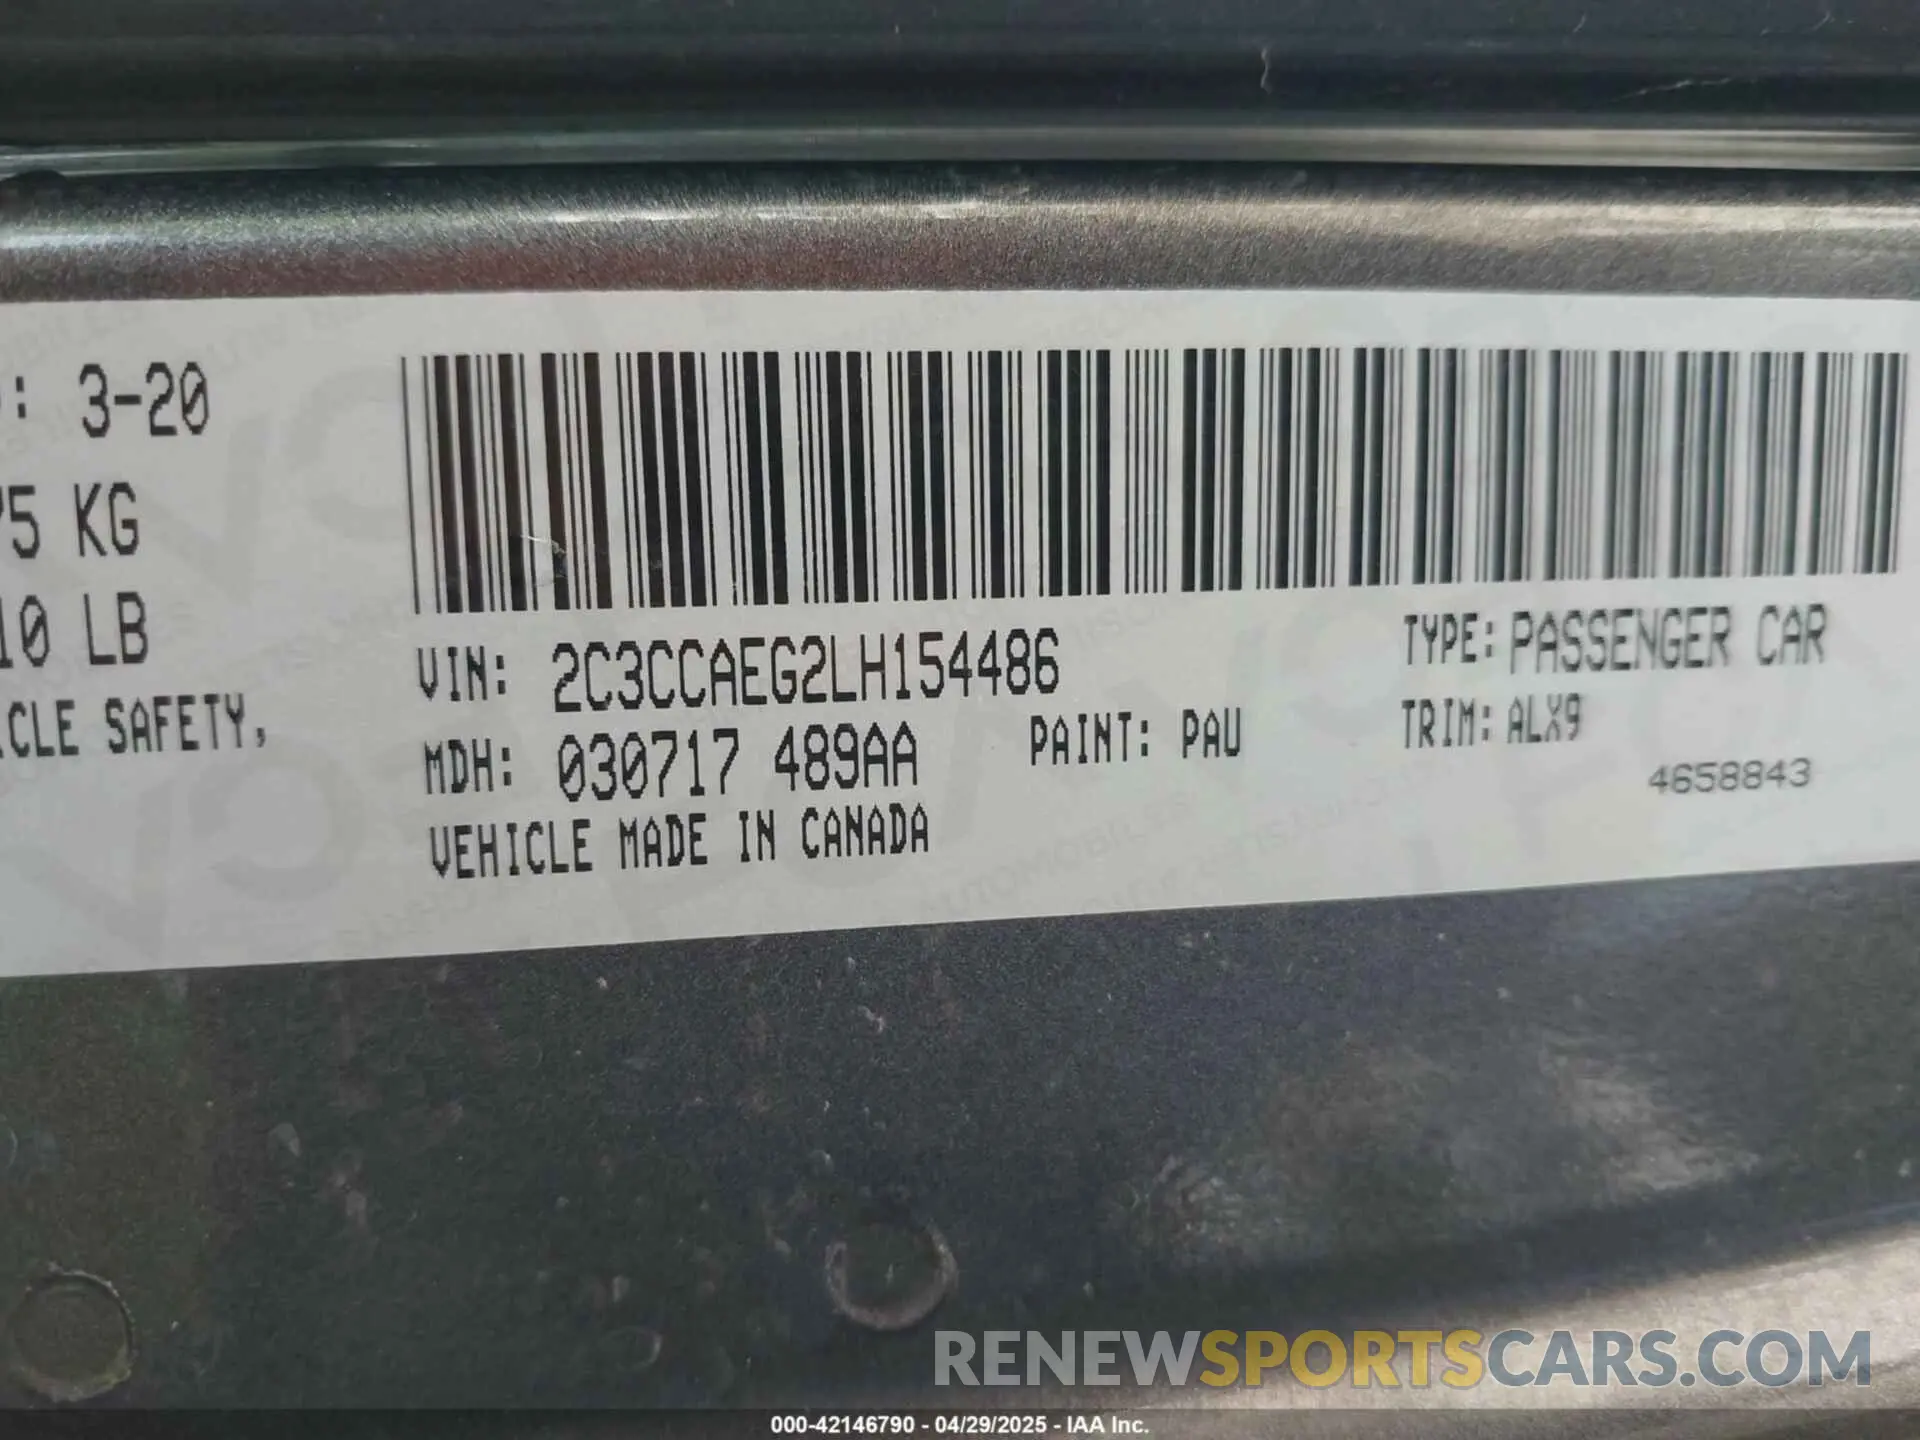 : 3-20
5 KG
10 LB
CLE SAFETY,
VIN: 2C3CCAEG2LH154486
TYPE: PASSENGER CAR
MDH: 030717 489AA
PAINT: PAU
TRIM: ALX9
4658843
VEHICLE MADE IN CANADA
RENEWSPORTSCARS.COM
000-42146790 - 04/29/2025 - IAA Inc.